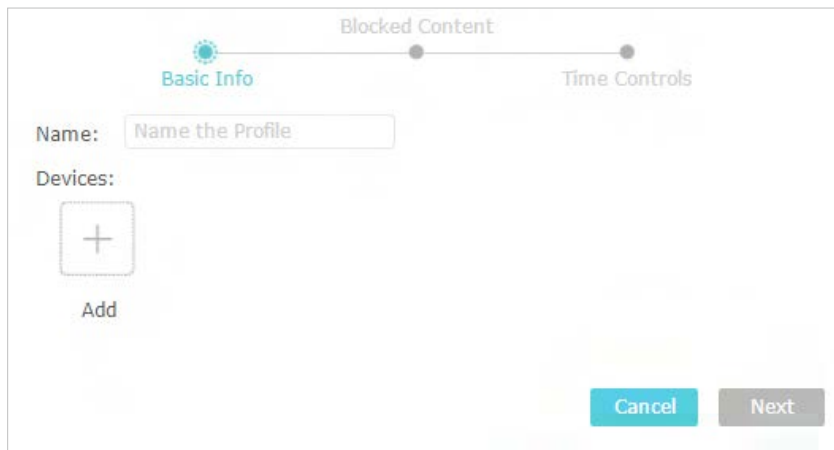 Blocked Content
Basic Info
Time Controls
Name:
Name the Profile
Devices:
Add
Cancel
Next